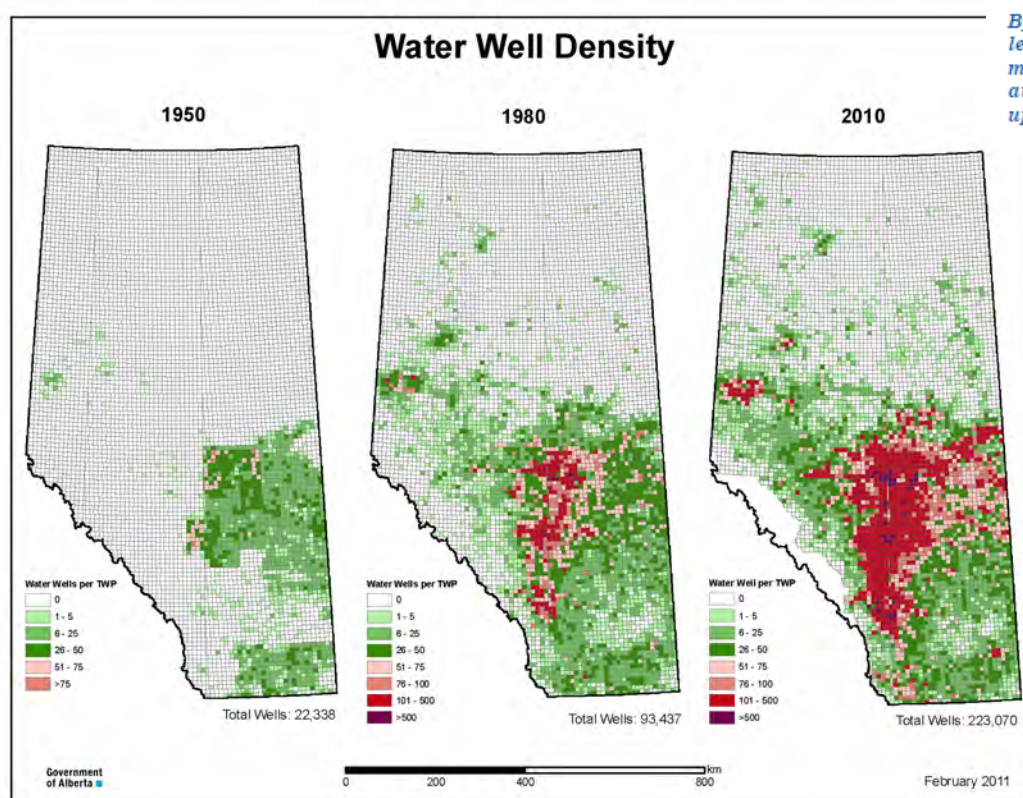 Water Well Density
1950
1980
2010
Water Wells per TWP
0
1 - 5
6 - 25
26 - 50
51 - 75
>75
Total Wells: 22,338
Water Wells per TWP
0
1 - 5
6 - 25
26 - 50
51 - 75
76 - 100
101 - 500
>500
Total Wells: 93,437
Water Well per TWP
0
1 - 5
6 - 25
26 - 50
51 - 75
76 - 100
101 - 500
>500
Total Wells: 223,070
Government
of Alberta
0 200 400 800
km
February 2011